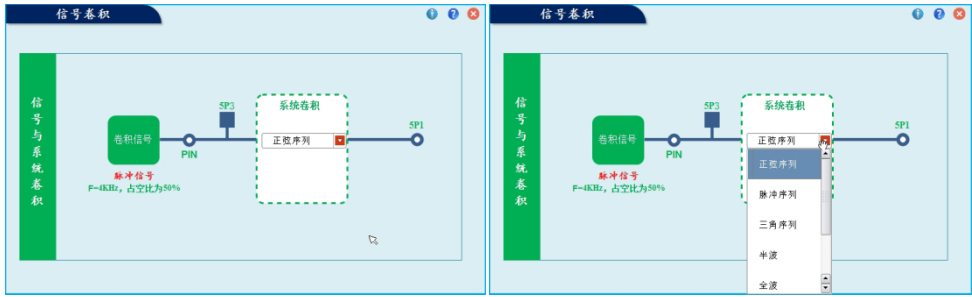 信号卷积
信号与系统卷积
5P3
系统卷积
卷积信号
正弦序列
5P1
PIN
脉冲信号
F=4KHz，占空比为50%
信号卷积
信号与系统卷积
5P3
系统卷积
卷积信号
正弦序列
5P1
PIN
正弦序列
脉冲信号
F=4KHz，占空比为50%
脉冲序列
三角序列
半波
全波